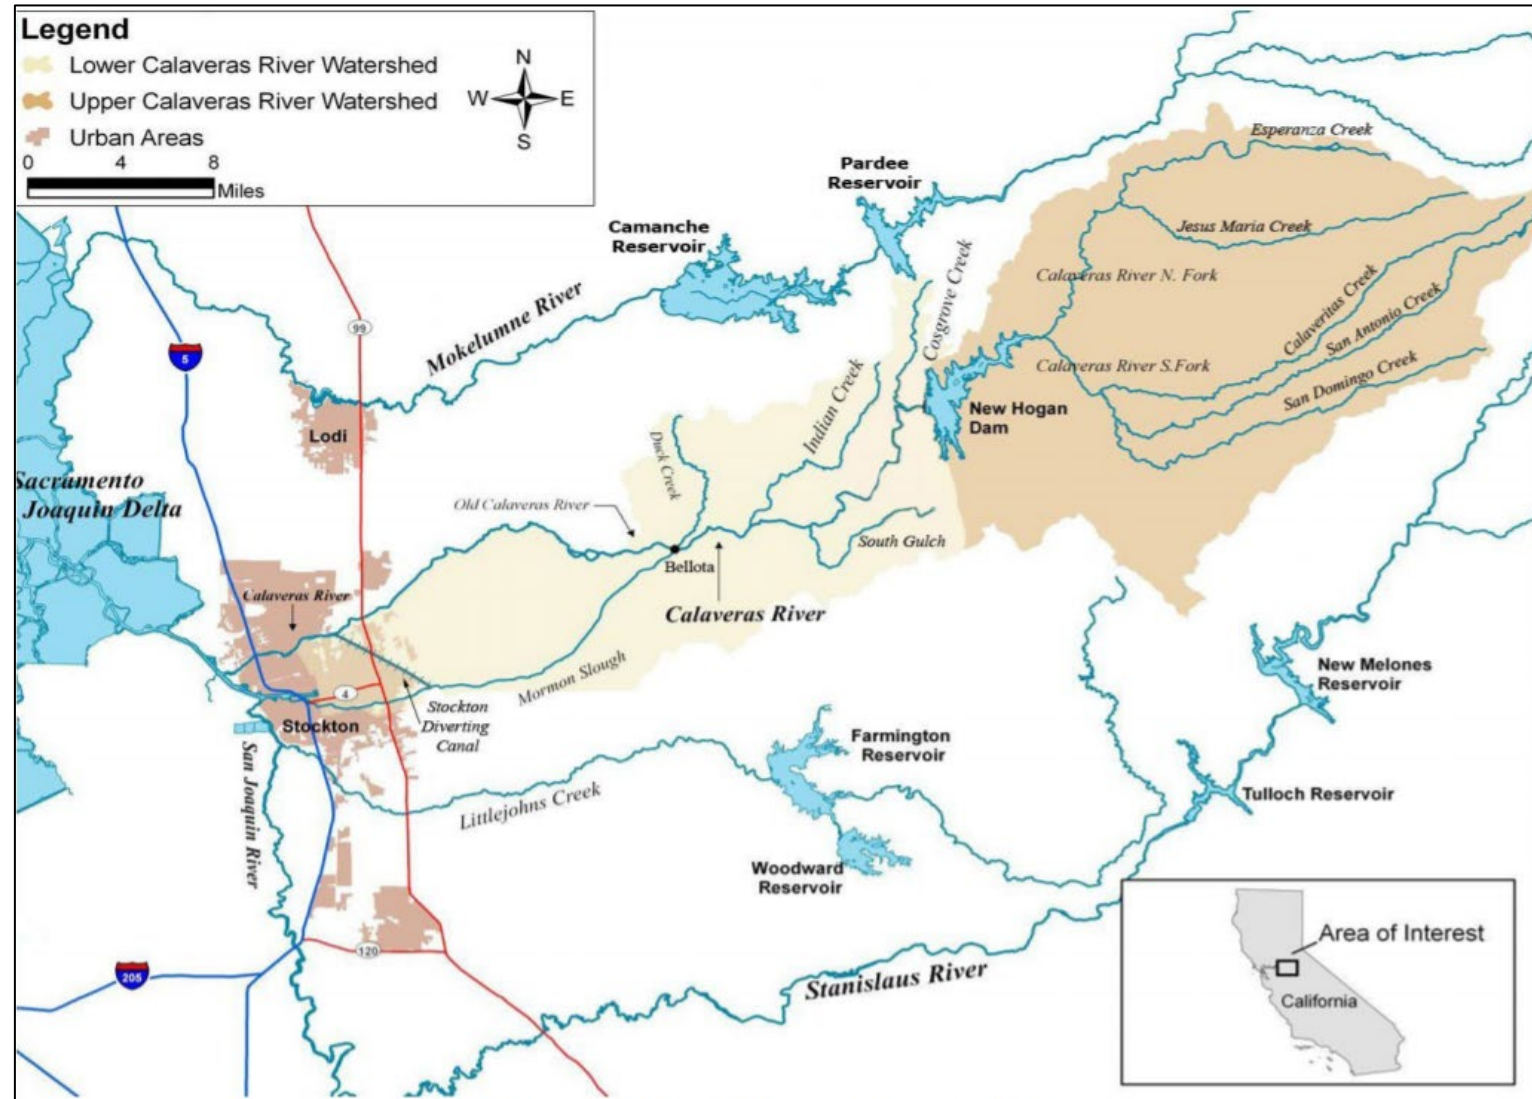 Legend
Lower Calaveras River Watershed
Upper Calaveras River Watershed
Urban Areas
0 4 8
Miles
N
W E
S
Esperanza Creek
Pardee
Reservoir
Camanche
Reservoir
Jesus Maria Creek
Cosgrove Creek
Calaveras River N. Fork
Calaveritas Creek
San Antonio Creek
99
Mokelumne River
5
Calaveras River S.Fork
San Domingo Creek
Indian Creek
New Hogan
Dam
Lodi
Duck Creek
Sacramento
Joaquin Delta
Old Calaveras River
South Gulch
Bellota
Calaveras River
Calaveras River
Mormon Slough
New Melones
Reservoir
4
Stockton
Diverting
Canal
Stockton
Farmington
Reservoir
San Joaquin River
Littlejohns Creek
Tulloch Reservoir
Woodward
Reservoir
120
205
Stanislaus River
Area of Interest
California